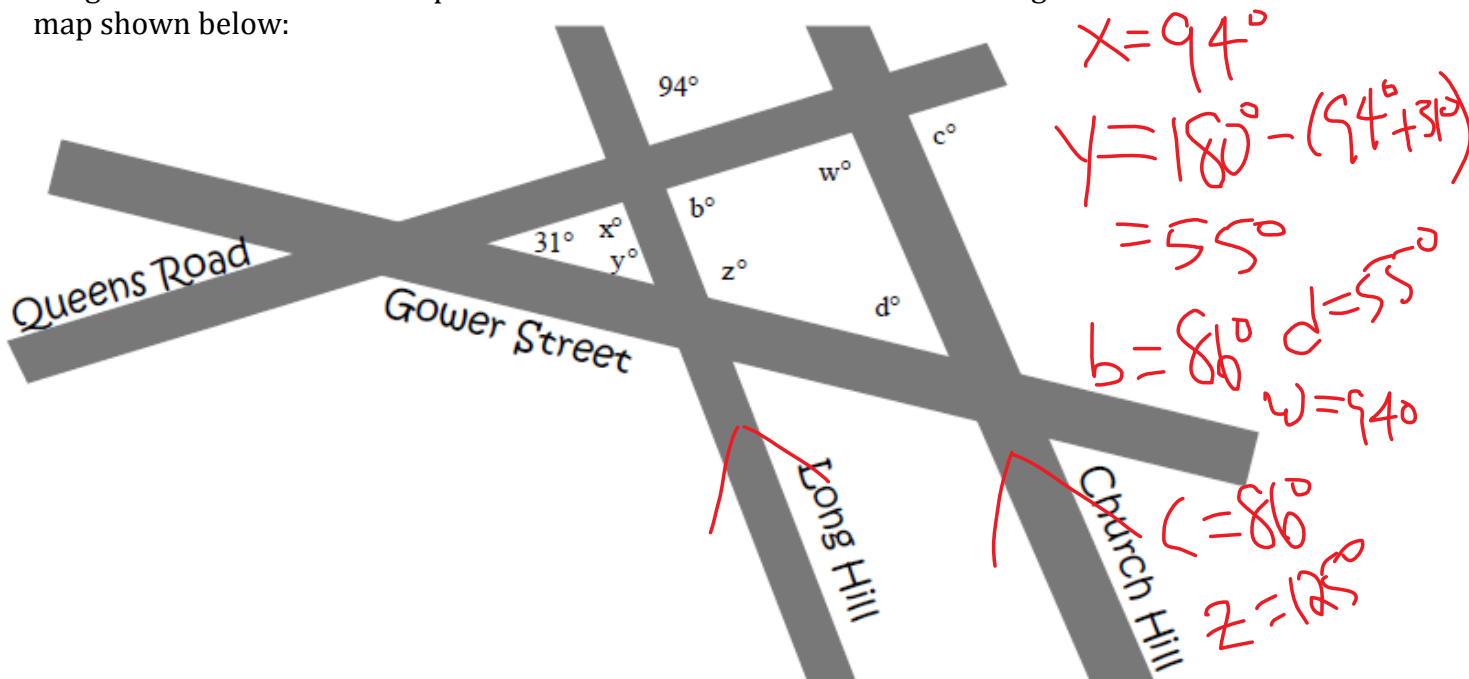 map shown below:
94°
c°
w°
b°
31° x°
y°
z°
d°
Queens Road
Gower Street
Long Hill
Church Hill
x=94°
y=180°-(94°+31°)
=55°
d=55°
b=86°
w=940
c=86°
z=125°